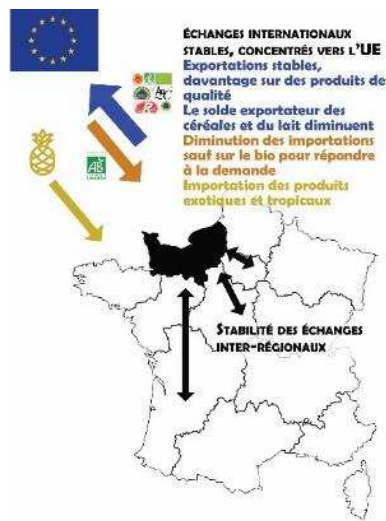 ÉCHANGES INTERNATIONAUX
STABLES, CONCENTRÉS VERS L'UE
Exportations stables,
davantage sur des produits de
qualité
Le solde exportateur des
céréales et du lait diminuent
Diminution des importations
sauf sur le bio pour répondre
à la demande
Importation des produits
exotiques et tropicaux
AB
STABILITÉ DES ÉCHANGES
INTER-RÉGIONAUX